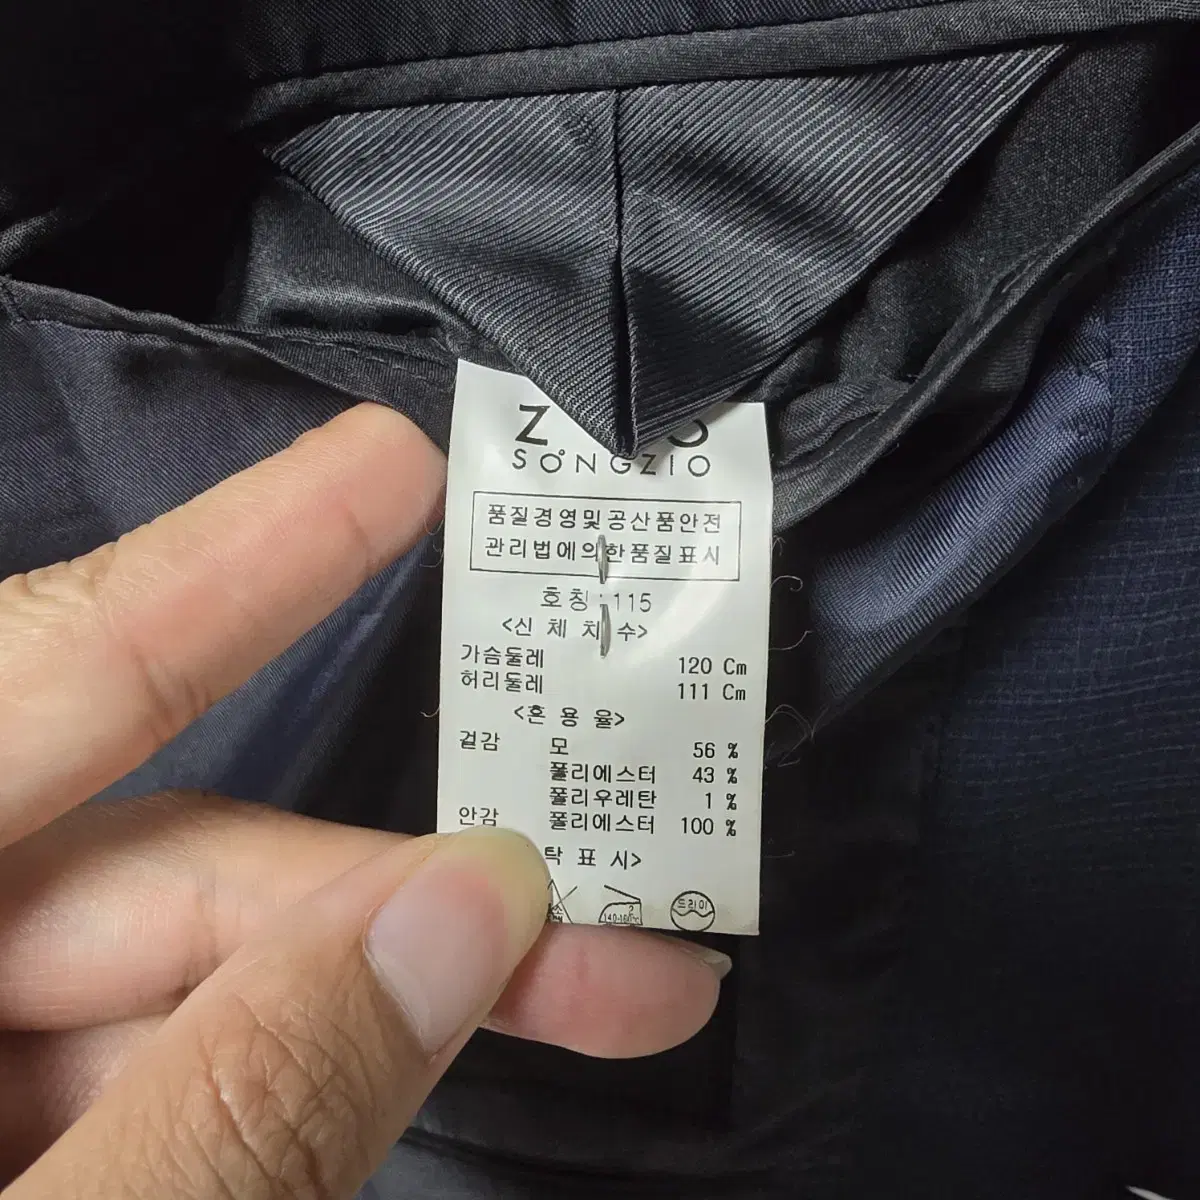 SONGZIO
품질경영및공산품안전
관리법에의한품질표시
호칭 : 115
<신 체 치 수>
가슴둘레 120 Cm
허리둘레 111 Cm
<혼 용 율>
겉감 모 56 %
폴리에스터 43 %
폴리우레탄 1 %
안감 폴리에스터 100 %
탁 표 시>
140-160℃ 드라이